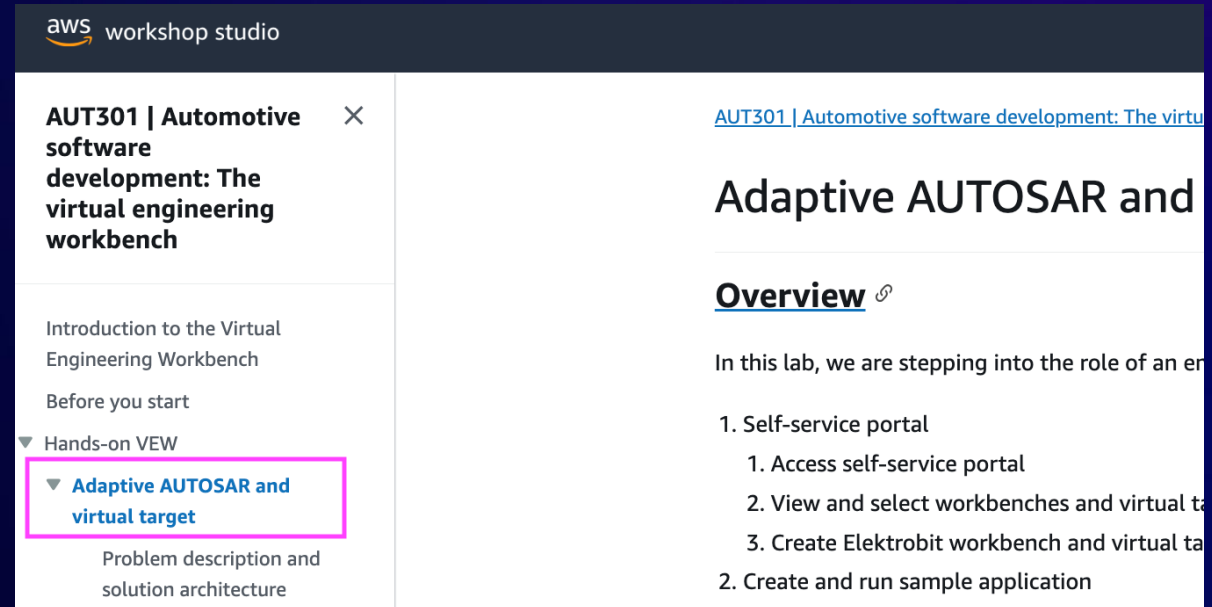 aws workshop studio
AUT301 | Automotive
software
development: The
virtual engineering
workbench
Introduction to the Virtual
Engineering Workbench
Before you start
Hands-on VEW
Adaptive AUTOSAR and
virtual target
Problem description and
solution architecture
AUT301 | Automotive software development: The virtu
Adaptive AUTOSAR and
Overview
In this lab, we are stepping into the role of an
1. Self-service portal
1. Access self-service portal
2. View and select workbenches and virtual
3. Create Elektrobit workbench and virtual ta
2. Create and run sample application